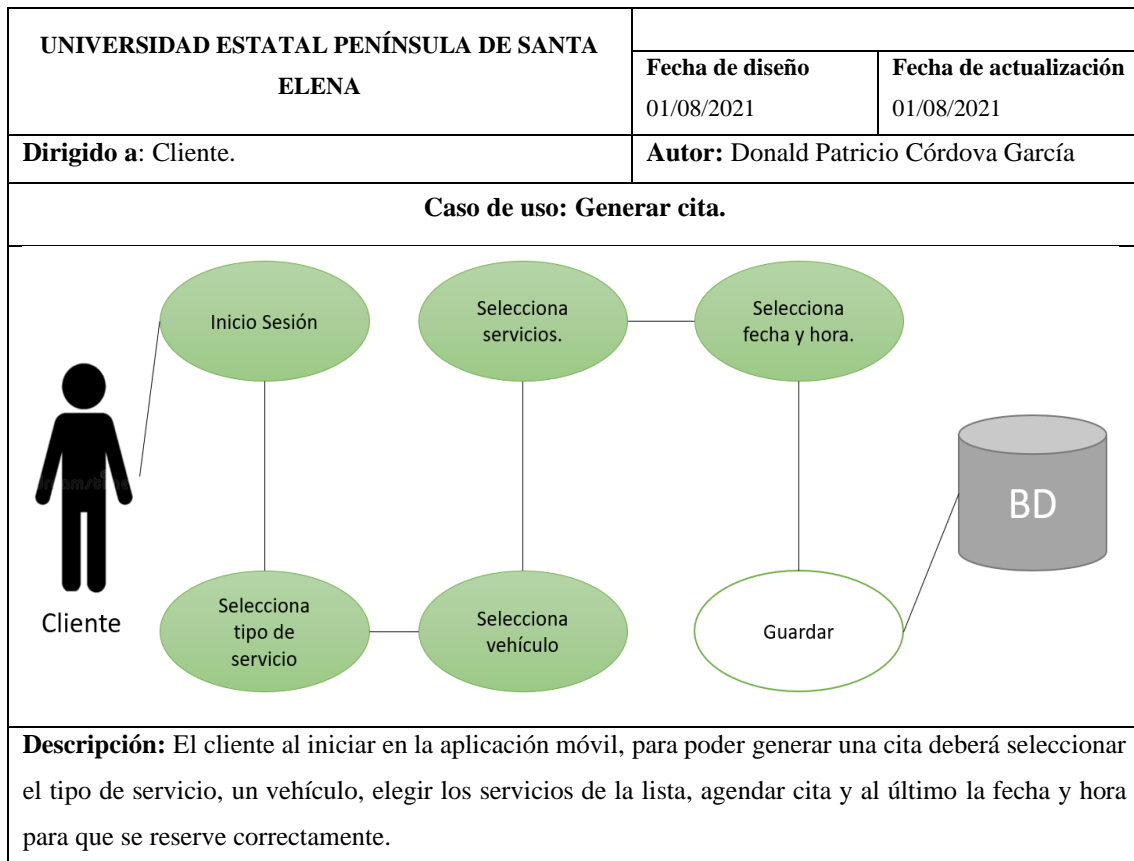 UNIVERSIDAD ESTATAL PENÍNSULA DE SANTA
ELENA
Fecha de diseño
01/08/2021
Fecha de actualización
01/08/2021
Dirigido a: Cliente.
Autor: Donald Patricio Córdova García
Caso de uso: Generar cita.
Inicio Sesión
Selecciona
servicios.
Selecciona
fecha y hora.
BD
Cliente
Selecciona
tipo de
servicio
Selecciona
vehículo
Guardar
Descripción: El cliente al iniciar en la aplicación móvil, para poder generar una cita deberá seleccionar
el tipo de servicio, un vehículo, elegir los servicios de la lista, agendar cita y al último la fecha y hora
para que se reserve correctamente.